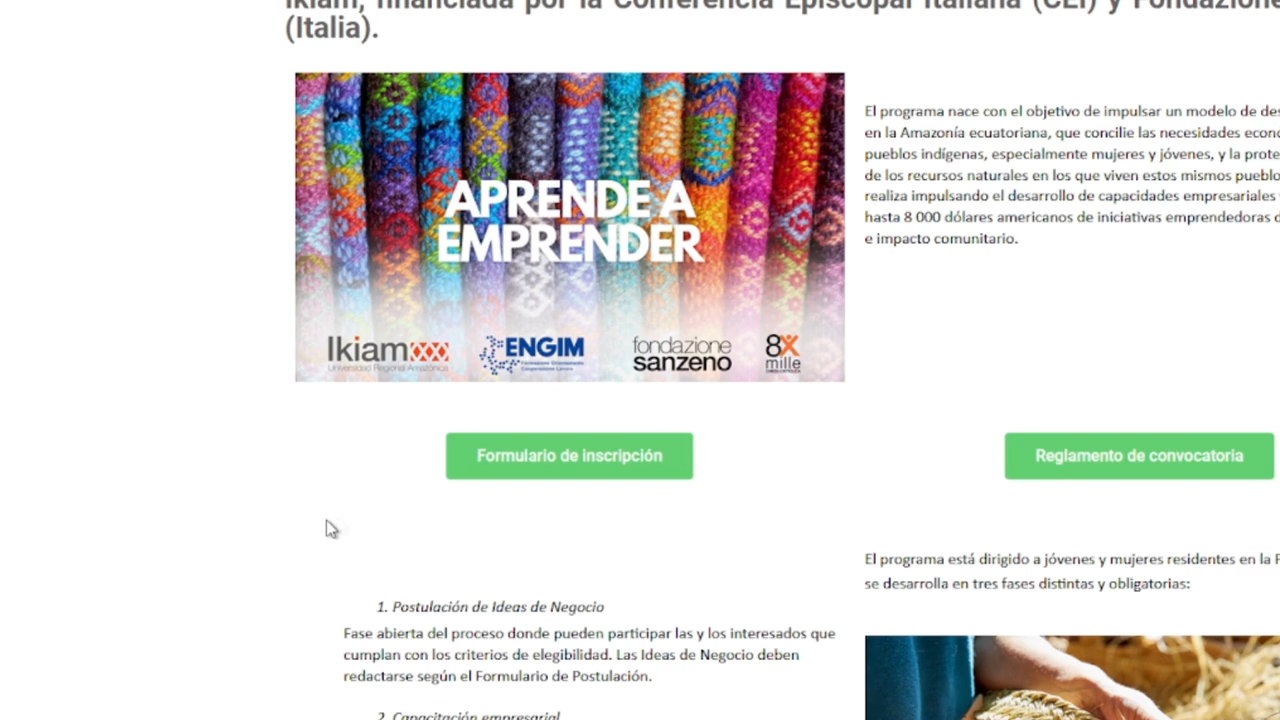 Ikiam, financiada por la Conferencia Episcopal Italiana (CEI) y Fondazione
(Italia).
APRENDE A
EMPRENDER
Ikiam
Universidad Regional Amazónica
ENGIM
fondazione
sanzeno
8X
mille
El programa nace con el objetivo de impulsar un modelo de
en la Amazonía ecuatoriana, que concilie las necesidades
pueblos indígenas, especialmente mujeres y jóvenes, y la
de los recursos naturales en los que viven estos mismos
realiza impulsando el desarrollo de capacidades empresariales
hasta 8 000 dólares americanos de iniciativas emprendedoras
e impacto comunitario.
Formulario de inscripción
Reglamento de convocatoria
El programa está dirigido a jóvenes y mujeres residentes en la
se desarrolla en tres fases distintas y obligatorias:
1. Postulación de Ideas de Negocio
Fase abierta del proceso donde pueden participar las y los interesados que
cumplan con los criterios de elegibilidad. Las Ideas de Negocio deben
redactarse según el Formulario de Postulación.
2. Capacitación empresarial